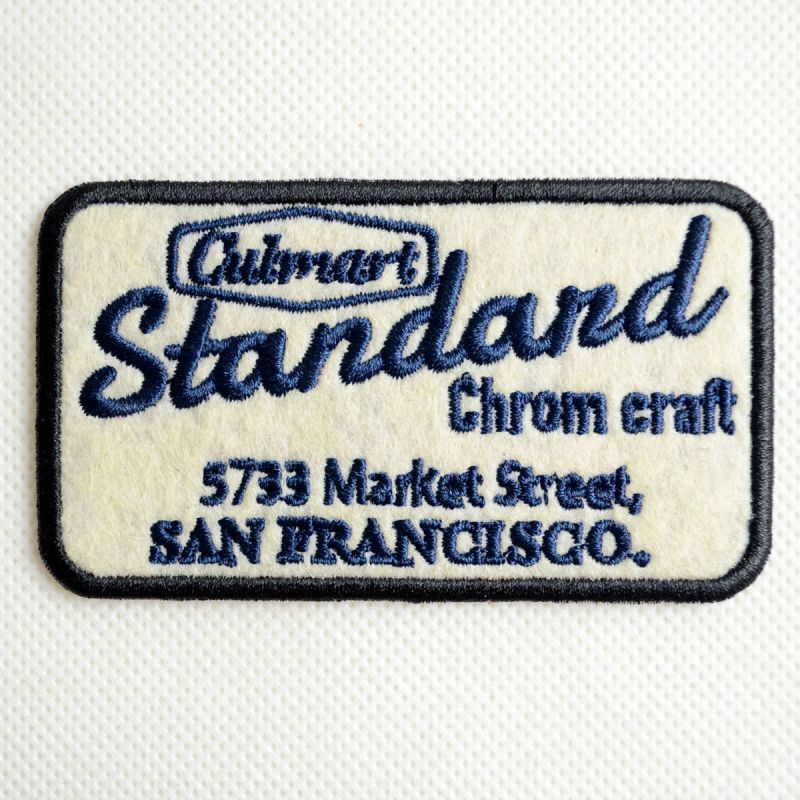 Culmart
Standard
Chrom craft
5733 Market Street,
SAN FRANCISCO.